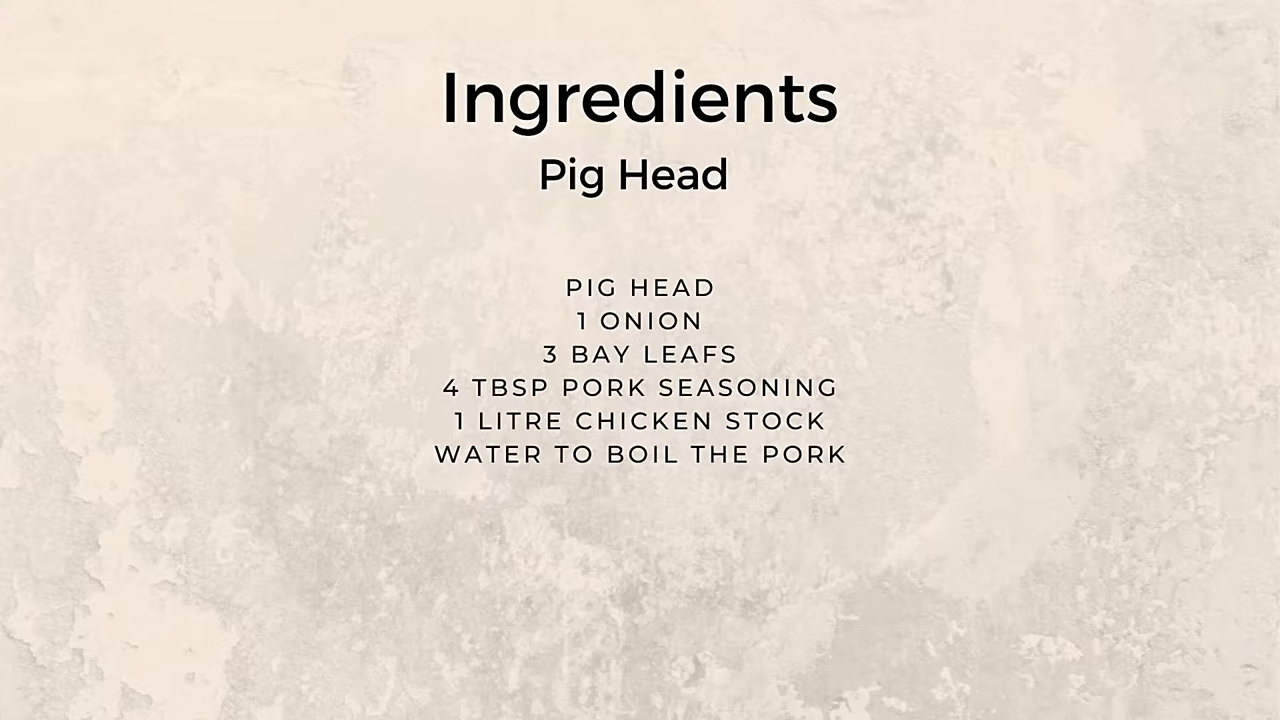 Ingredients
Pig Head
PIG HEAD
1 ONION
3 BAY LEAFS
4 TBSP PORK SEASONING
1 LITRE CHICKEN STOCK
WATER TO BOIL THE PORK